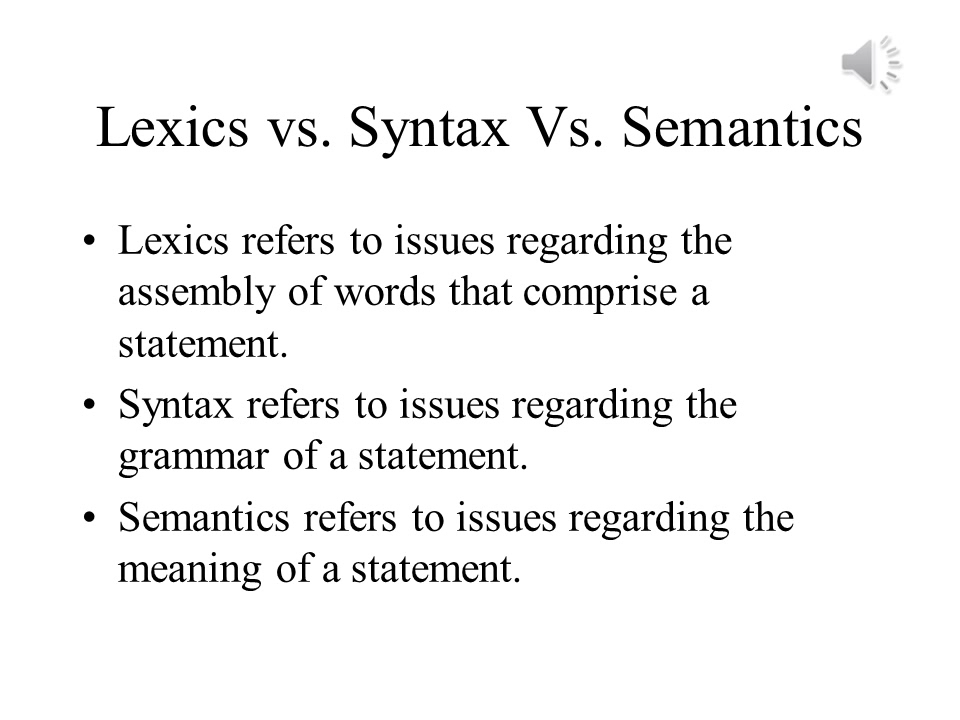 Lexics vs. Syntax Vs. Semantics
• Lexics refers to issues regarding the
assembly of words that comprise a
statement.
• Syntax refers to issues regarding the
grammar of a statement.
• Semantics refers to issues regarding the
meaning of a statement.